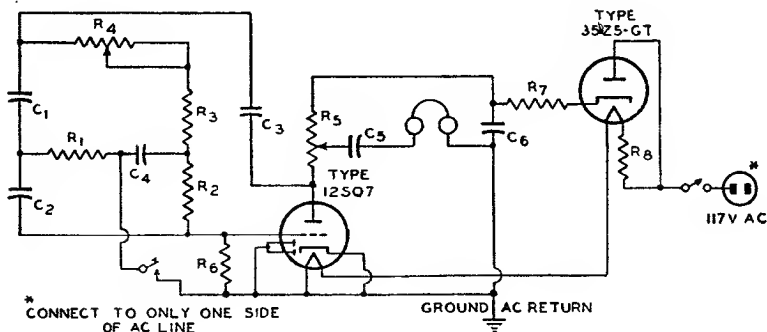 TYPE
35Z5-GT
R4
R7
C1
R3
C3
R5
C5
C6
R8
*
R1
C4
TYPE
12SQ7
C2
R2
117V AC
R6
*
CONNECT TO ONLY ONE SIDE
OF AC LINE
GROUND AC RETURN